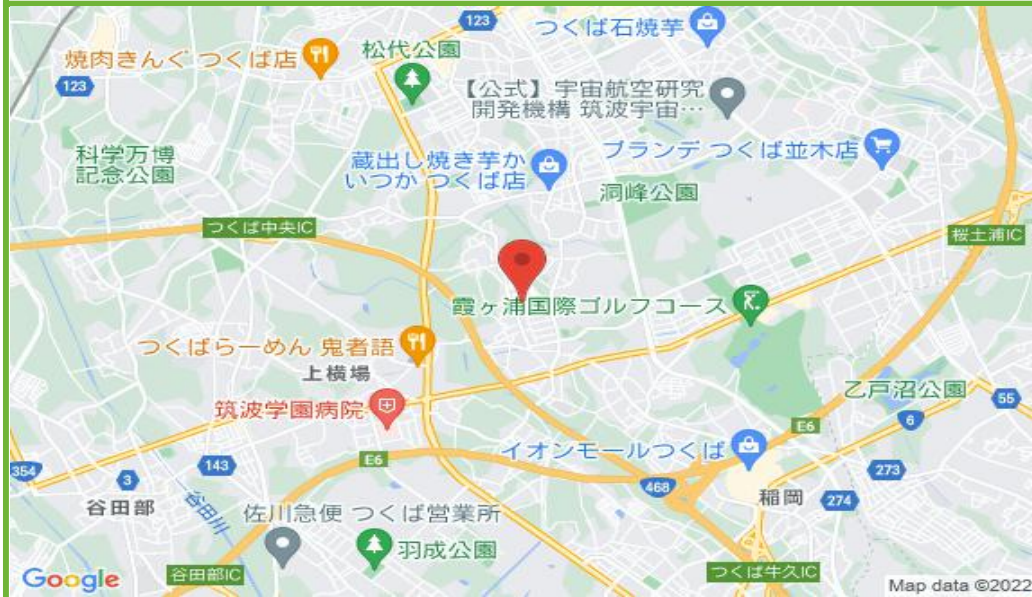 123
つくば石焼芋
焼肉きんぐ つくば店
松代公園
123
【公式】宇宙航空研究
開発機構 筑波宇宙…
科学万博
記念公園
蔵出し焼き芋か
いつか つくば店
ブランデ つくば並木店
洞峰公園
つくば中央IC
桜土浦IC
霞ヶ浦国際ゴルフコース
つくばらーめん 鬼者語
上横場
筑波学園病院
乙戸沼公園
55
6
E6
イオンモールつくば
E6
354
143
3
273
468
谷田部
谷田川
佐川急便 つくば営業所
稲岡
274
羽成公園
谷田部IC
つくば牛久IC
Google
Map data ©2022